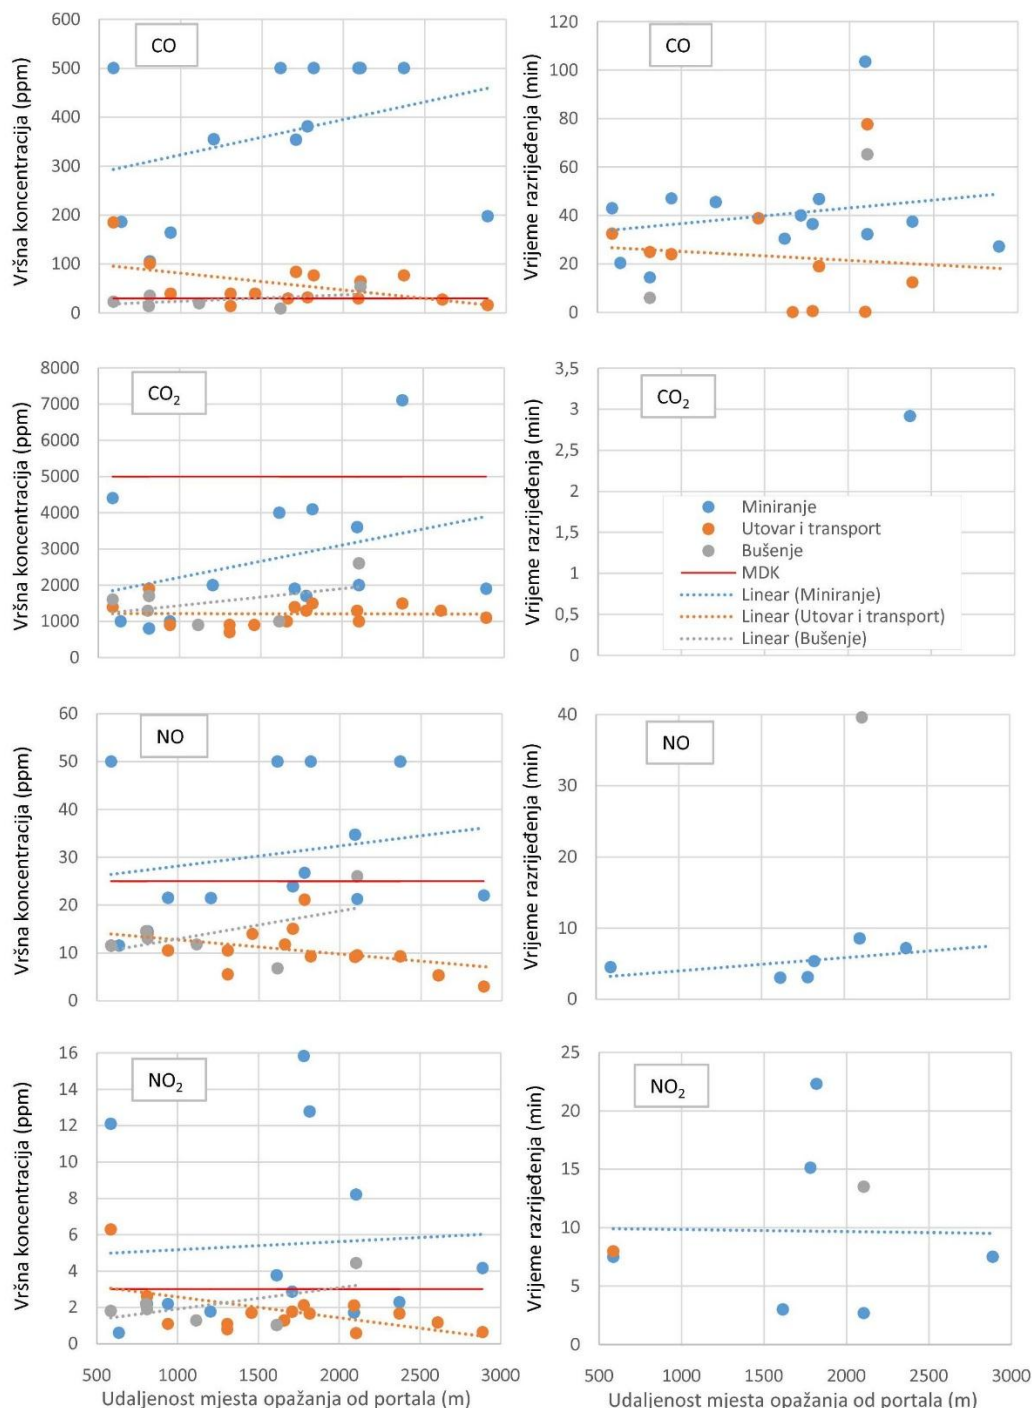 CO
Vršna koncentracija (ppm)
600
500
400
300
200
100
0
CO
Vrijeme razrijeđenja (min)
120
100
80
60
40
20
0
CO2
Vršna koncentracija (ppm)
8000
7000
6000
5000
4000
3000
2000
1000
0
CO2
Vrijeme razrijeđenja (min)
3,5
3
2,5
2
1,5
1
0,5
0
Miniranje
Utovar i transport
Bušenje
MDK
Linear (Miniranje)
Linear (Utovar i transport)
Linear (Bušenje)
NO
Vršna koncentracija (ppm)
60
50
40
30
20
10
0
NO
Vrijeme razrijeđenja (min)
40
30
20
10
0
NO2
Vršna koncentracija (ppm)
16
14
12
10
8
6
4
2
0
500 1000 1500 2000 2500 3000
Udaljenost mjesta opažanja od portala (m)
NO2
Vrijeme razrijeđenja (min)
25
20
15
10
5
0
500 1000 1500 2000 2500 3000
Udaljenost mjesta opažanja od portala (m)